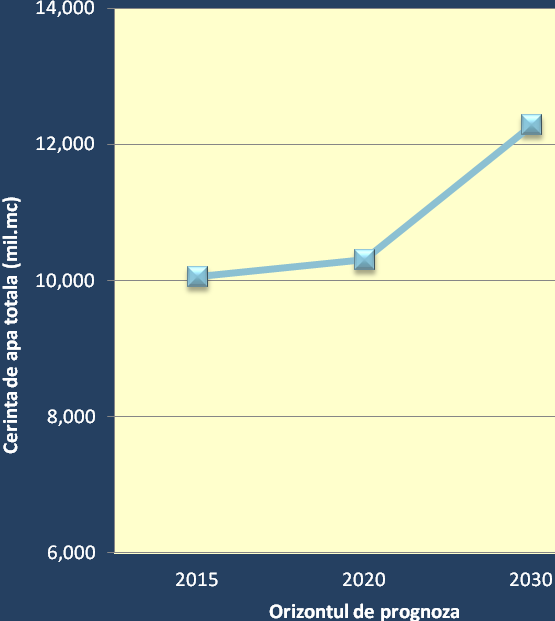 14,000
12,000
10,000
8,000
6,000
Cerinta de apa totala (mil.mc)
2015 2020 2030
Orizontul de prognoza